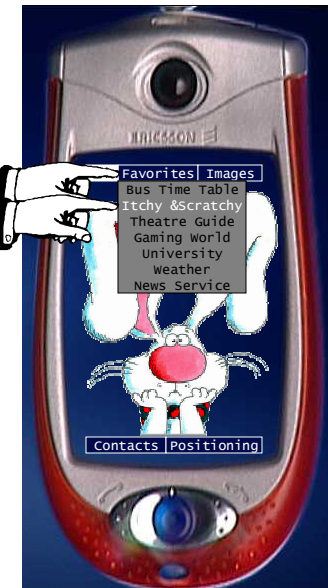 ERICSSON
Favorites Images
Bus Time Table
Itchy &Scratchy
Theatre Guide
Gaming World
University
Weather
News Service
Contacts Positioning